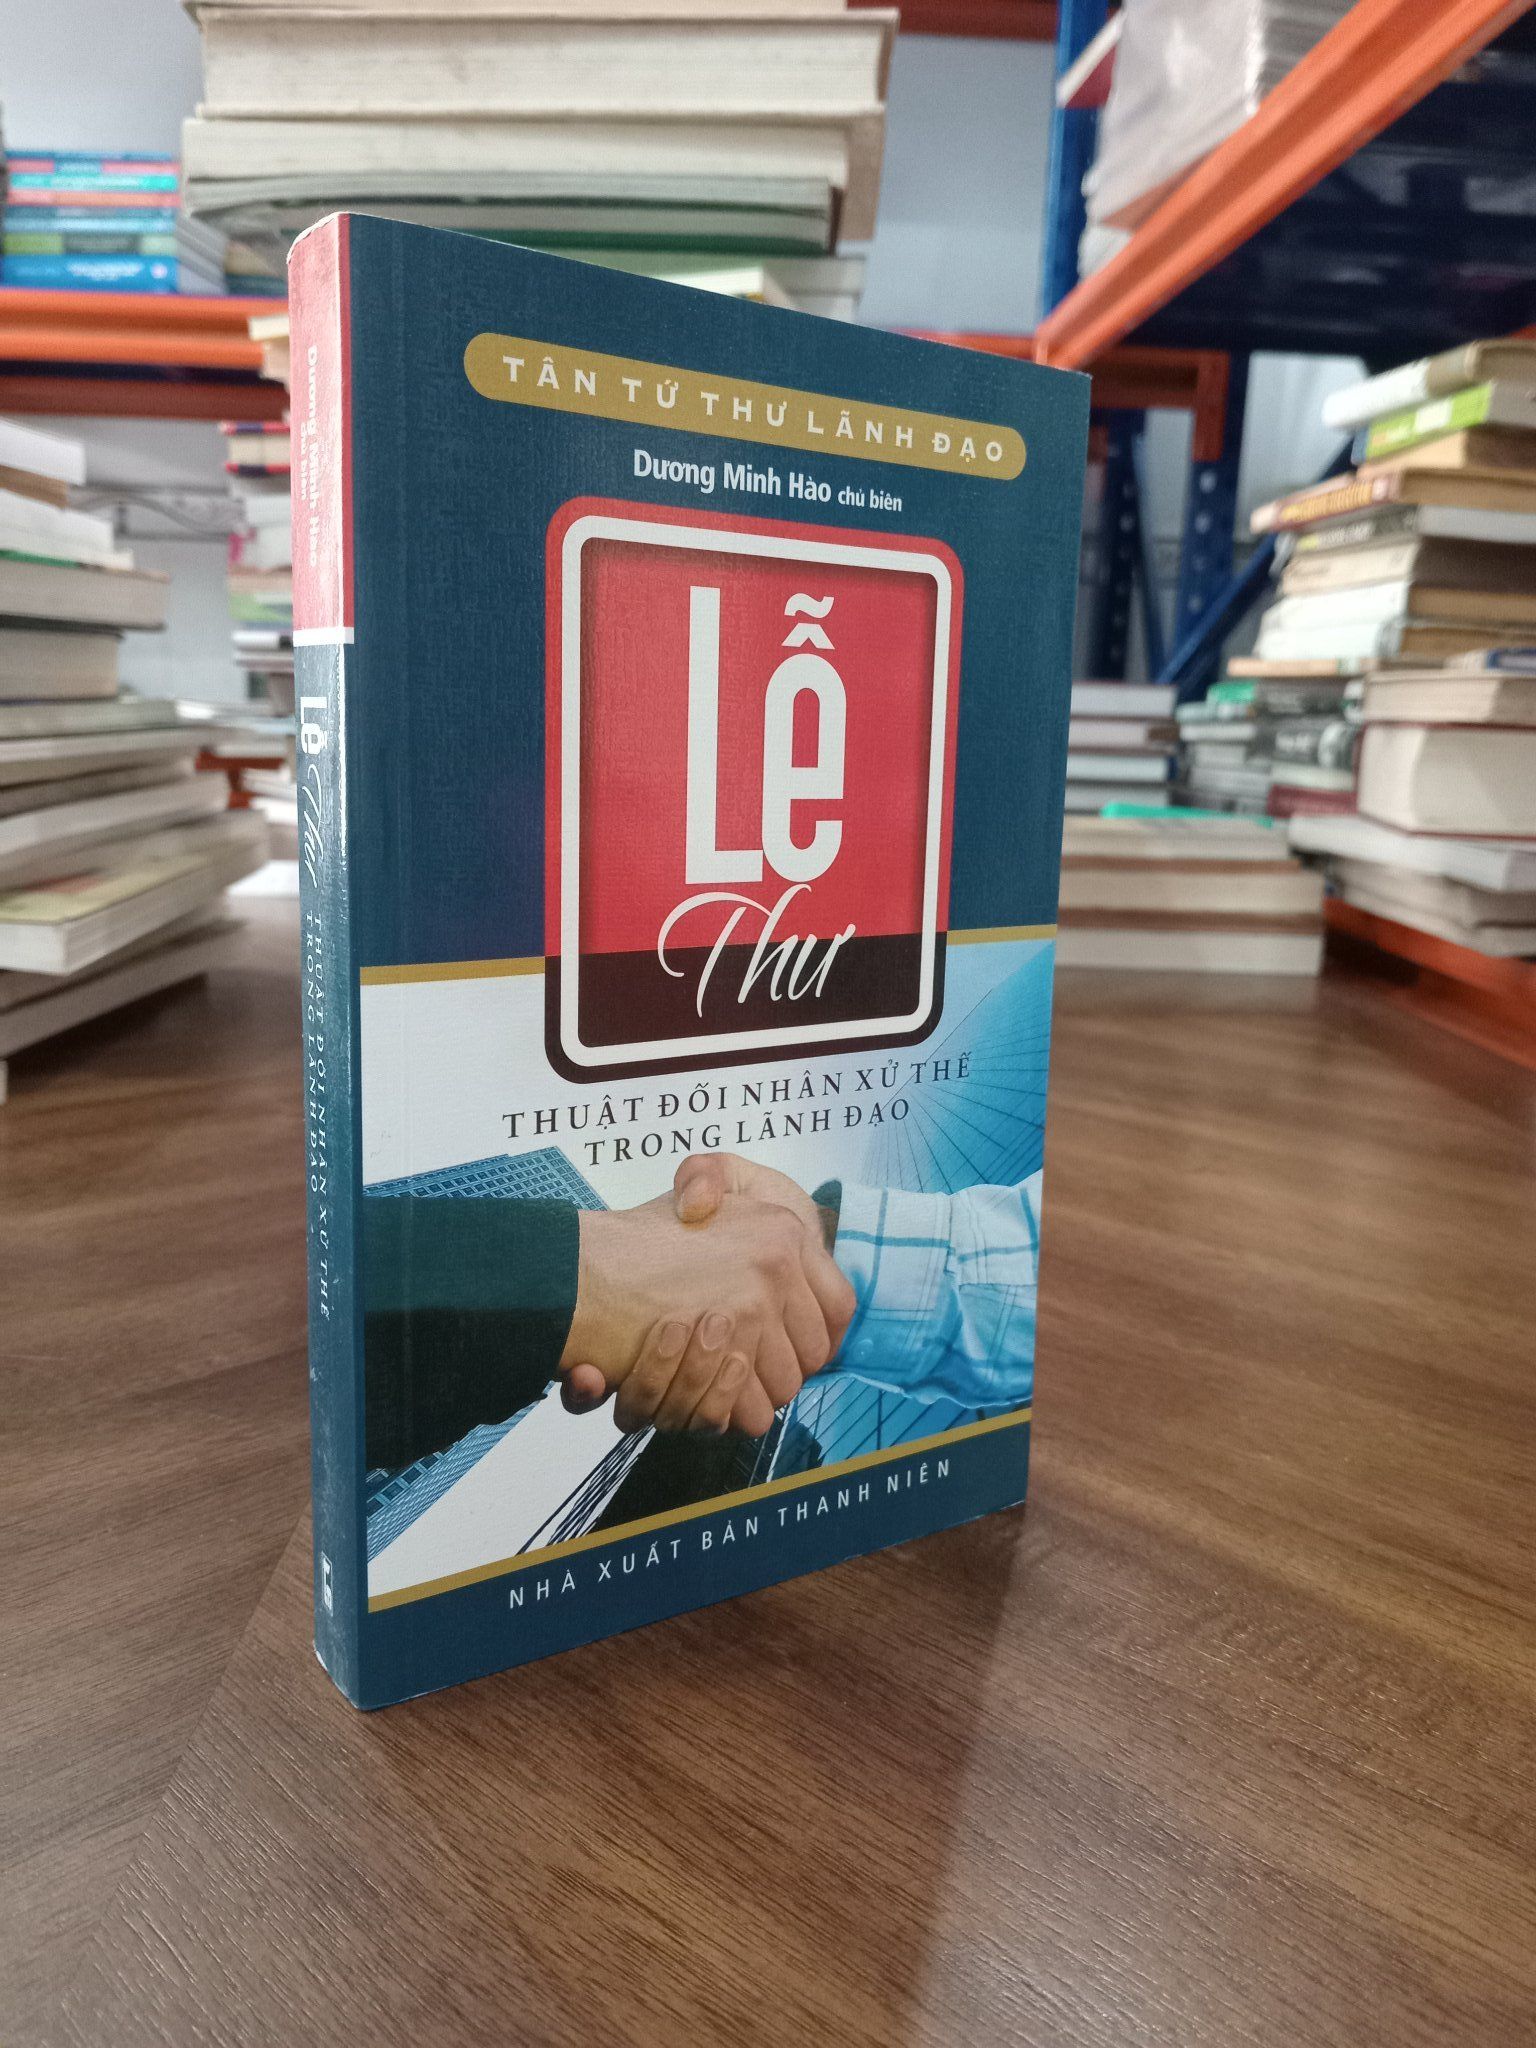 TÂN TỨ THƯ LÃNH ĐẠO
Dương Minh Hào chủ biên
Lễ
Thư
THUẬT ĐỐI NHÂN XỬ THẾ
TRONG LÃNH ĐẠO
NHÀ XUẤT BẢN THANH NIÊN
Dương Minh Hào
chủ biên
Lễ Thư
THUẬT ĐỐI NHÂN XỬ THẾ
TRONG LÃNH ĐẠO